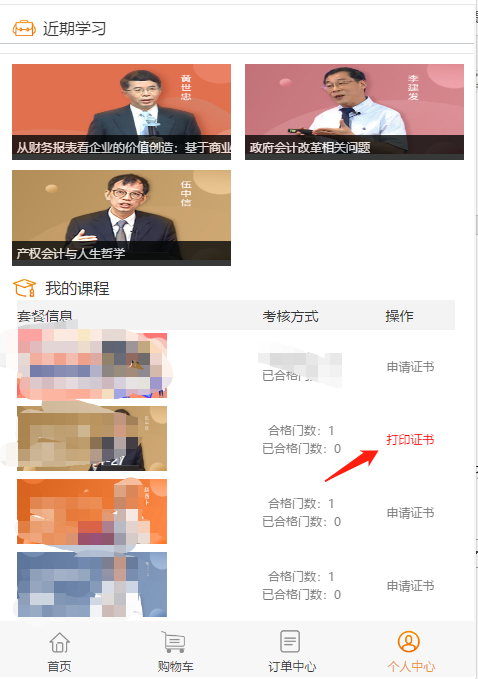 近期学习
黄世忠
李建发
从财务报表看企业的价值创造：基于商业
政府会计改革相关问题
伍中信
产权会计与人生哲学
我的课程
套餐信息
考核方式
操作
已合格门
申请证书
合格门数：1
已合格门数：0
打印证书
合格门数：1
已合格门数：0
申请证书
合格门数：1
已合格门数：0
申请证书
首页
购物车
订单中心
个人中心